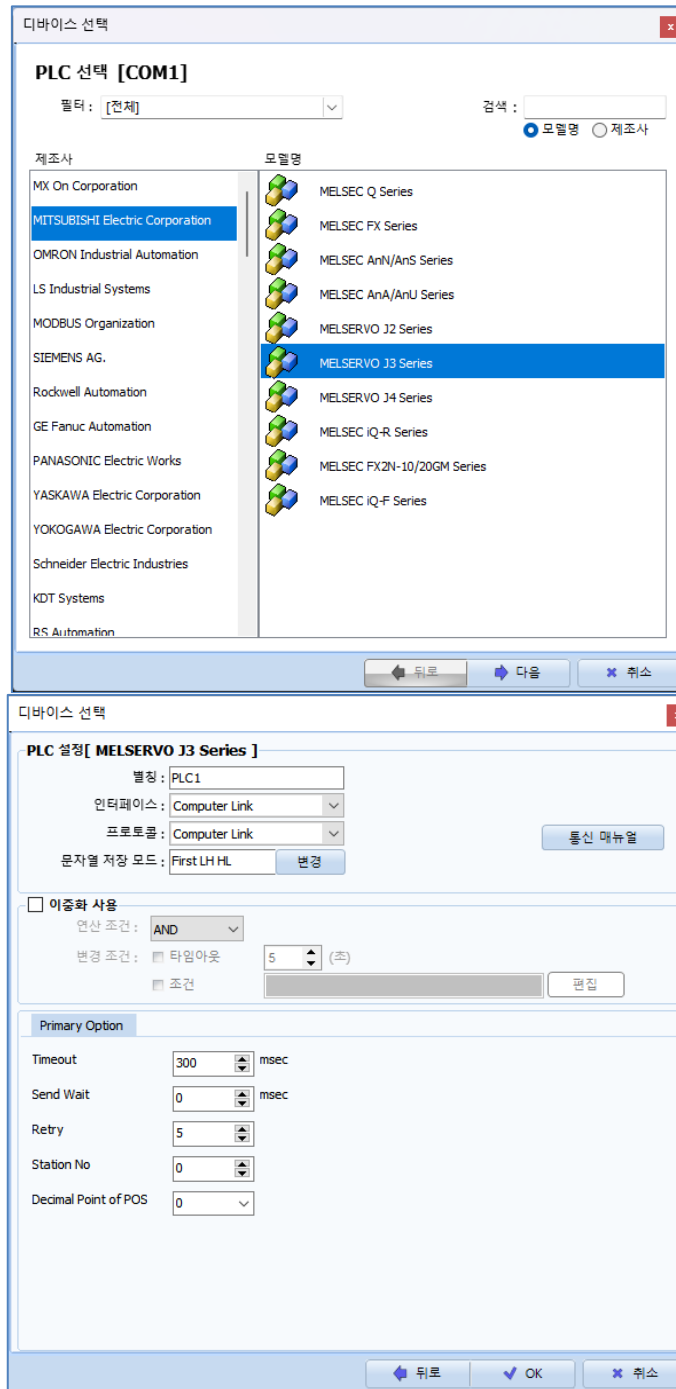 디바이스 선택
x
PLC 선택 [COM1]
필터 : [전체]
검색 :
모델명 제조사
제조사
모델명
MX On Corporation
MITSUBISHI Electric Corporation
OMRON Industrial Automation
LS Industrial Systems
MODBUS Organization
SIEMENS AG.
Rockwell Automation
GE Fanuc Automation
PANASONIC Electric Works
YASKAWA Electric Corporation
YOKOGAWA Electric Corporation
Schneider Electric Industries
KDT Systems
RS Automation
MELSEC Q Series
MELSEC FX Series
MELSEC AnN/AnS Series
MELSEC AnA/AnU Series
MELSERVO J2 Series
MELSERVO J3 Series
MELSERVO J4 Series
MELSEC iQ-R Series
MELSEC FX2N-10/20GM Series
MELSEC iQ-F Series
뒤로 다음 취소
디바이스 선택
PLC 설정[ MELSERVO J3 Series ]
별칭 : PLC1
인터페이스 : Computer Link
프로토콜 : Computer Link
통신 매뉴얼
문자열 저장 모드 : First LH HL 변경
이중화 사용
연산 조건 : AND
변경 조건 : 타임아웃 5 (초)
조건 편집
Primary Option
Timeout 300 msec
Send Wait 0 msec
Retry 5
Station No 0
Decimal Point of POS 0
뒤로 OK 취소